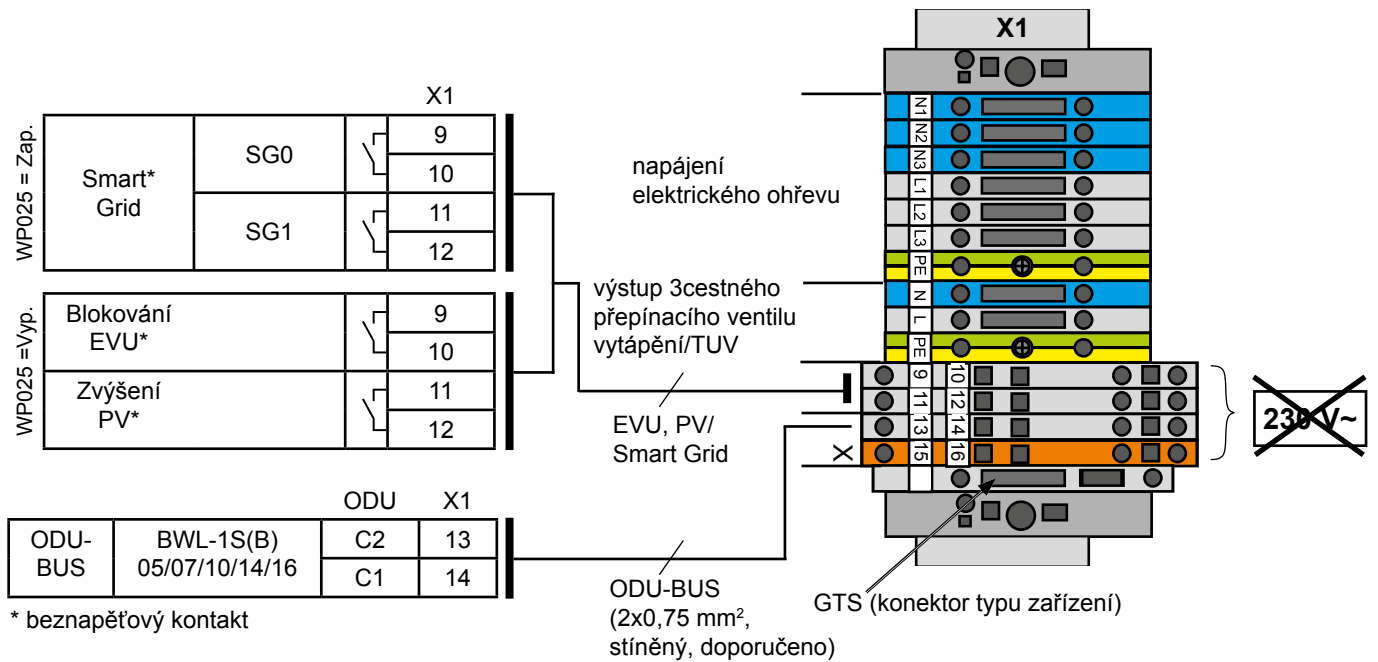 X1
WP025 = Zap.
Smart*
Grid
SG0
SG1
9
10
11
12
WP025 =Vyp.
Blokování
EVU*
Zvýšení
PV*
9
10
11
12
ODU
X1
ODU-
BUS
BWL-1S(B)
05/07/10/14/16
C2
13
C1
14
* beznapěťový kontakt
napájení
elektrického ohřevu
výstup 3cestného
přepínacího ventilu
vytápění/TUV
EVU, PV/
Smart Grid
ODU-BUS
(2x0,75 mm²,
stíněný, doporučeno)
X1
N1
N2
N3
L1
L2
L3
PE
N
L
PE
9 10
11 12
13 14
X 15 16
230 V~
GTS (konektor typu zařízení)